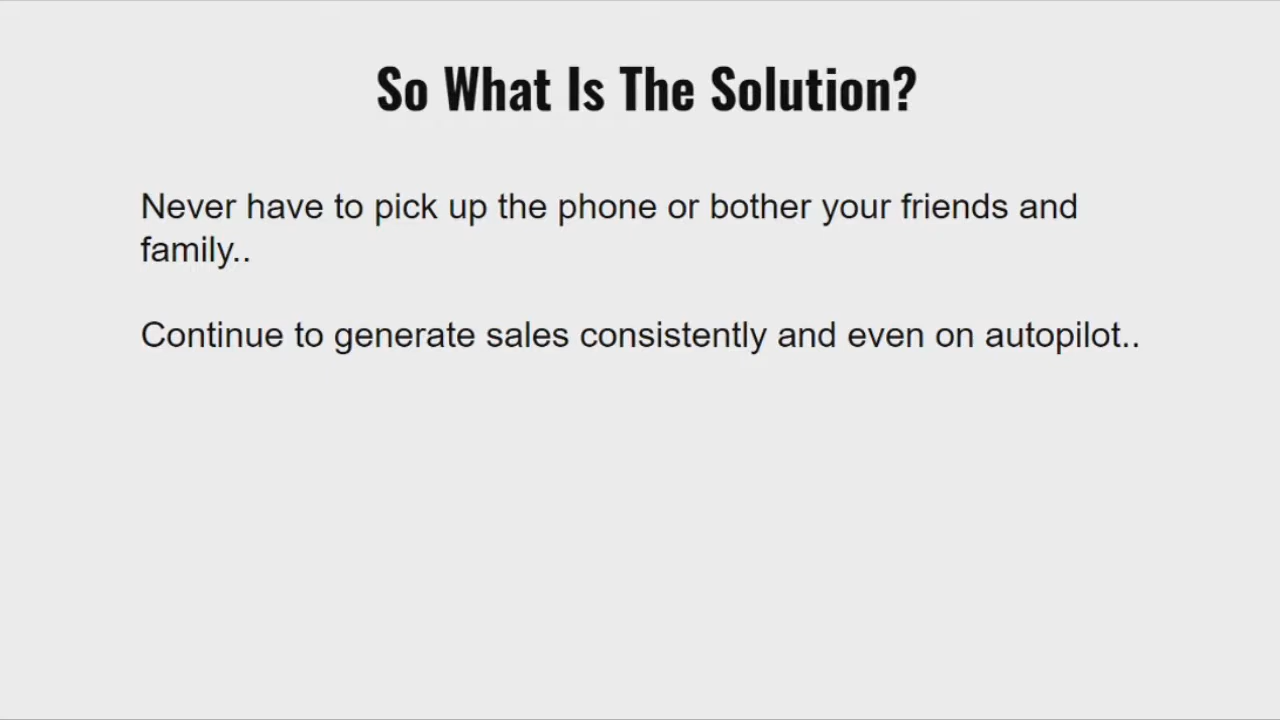 So What Is The Solution?
Never have to pick up the phone or bother your friends and
family..
Continue to generate sales consistently and even on autopilot..